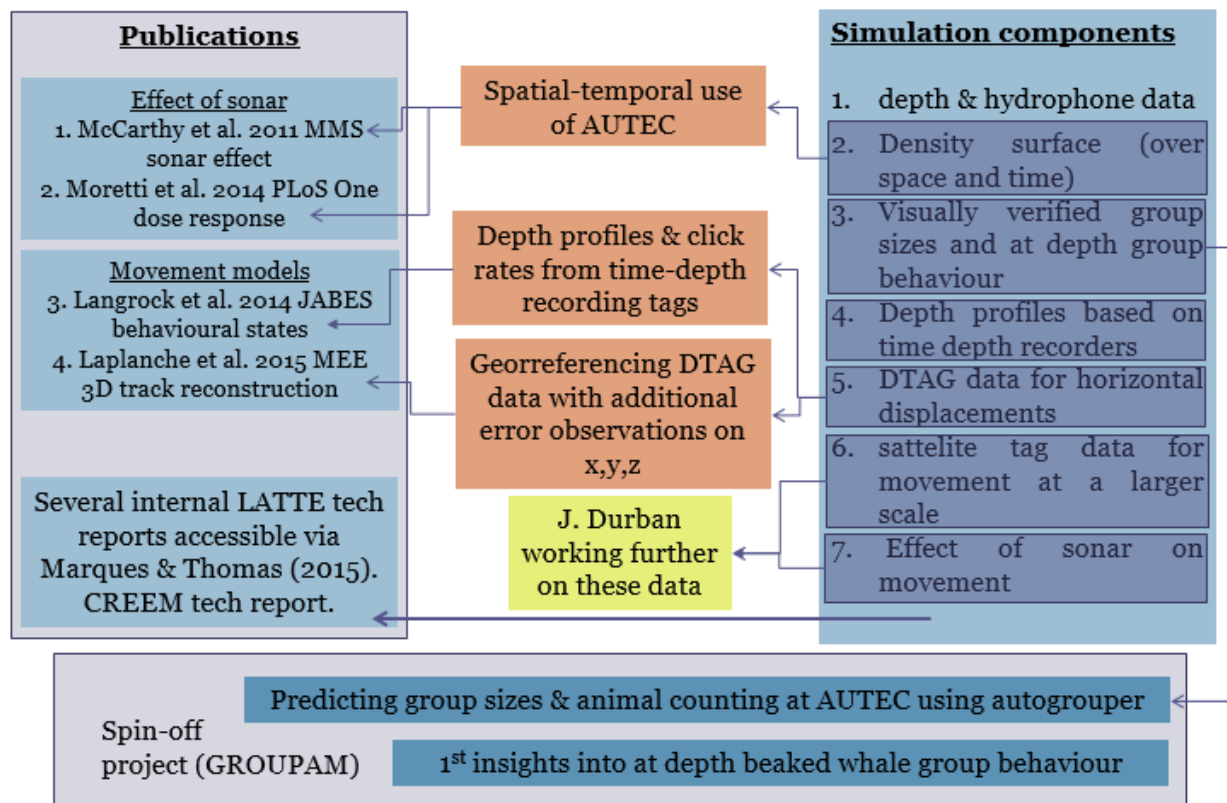 Publications
Effect of sonar
1. McCarthy et al. 2011 MMS
sonar effect
2. Moretti et al. 2014 PLoS One
dose response
Movement models
3. Langrock et al. 2014 JABES
behavioural states
4. Laplanche et al. 2015 MEE
3D track reconstruction
Several internal LATTE tech
reports accessible via
Marques & Thomas (2015).
CREEM tech report.
Spatial-temporal use
of AUTEC
Depth profiles & click
rates from time-depth
recording tags
Georreferencing DTAG
data with additional
error observations on
x,y,z
J. Durban
working further
on these data
Simulation components
1. depth & hydrophone data
2. Density surface (over
space and time)
3. Visually verified group
sizes and at depth group
behaviour
4. Depth profiles based on
time depth recorders
5. DTAG data for horizontal
displacements
6. sattelite tag data for
movement at a larger
scale
7. Effect of sonar on
movement
Spin-off
project (GROUPAM)
Predicting group sizes & animal counting at AUTEC using autogrouper
1st insights into at depth beaked whale group behaviour